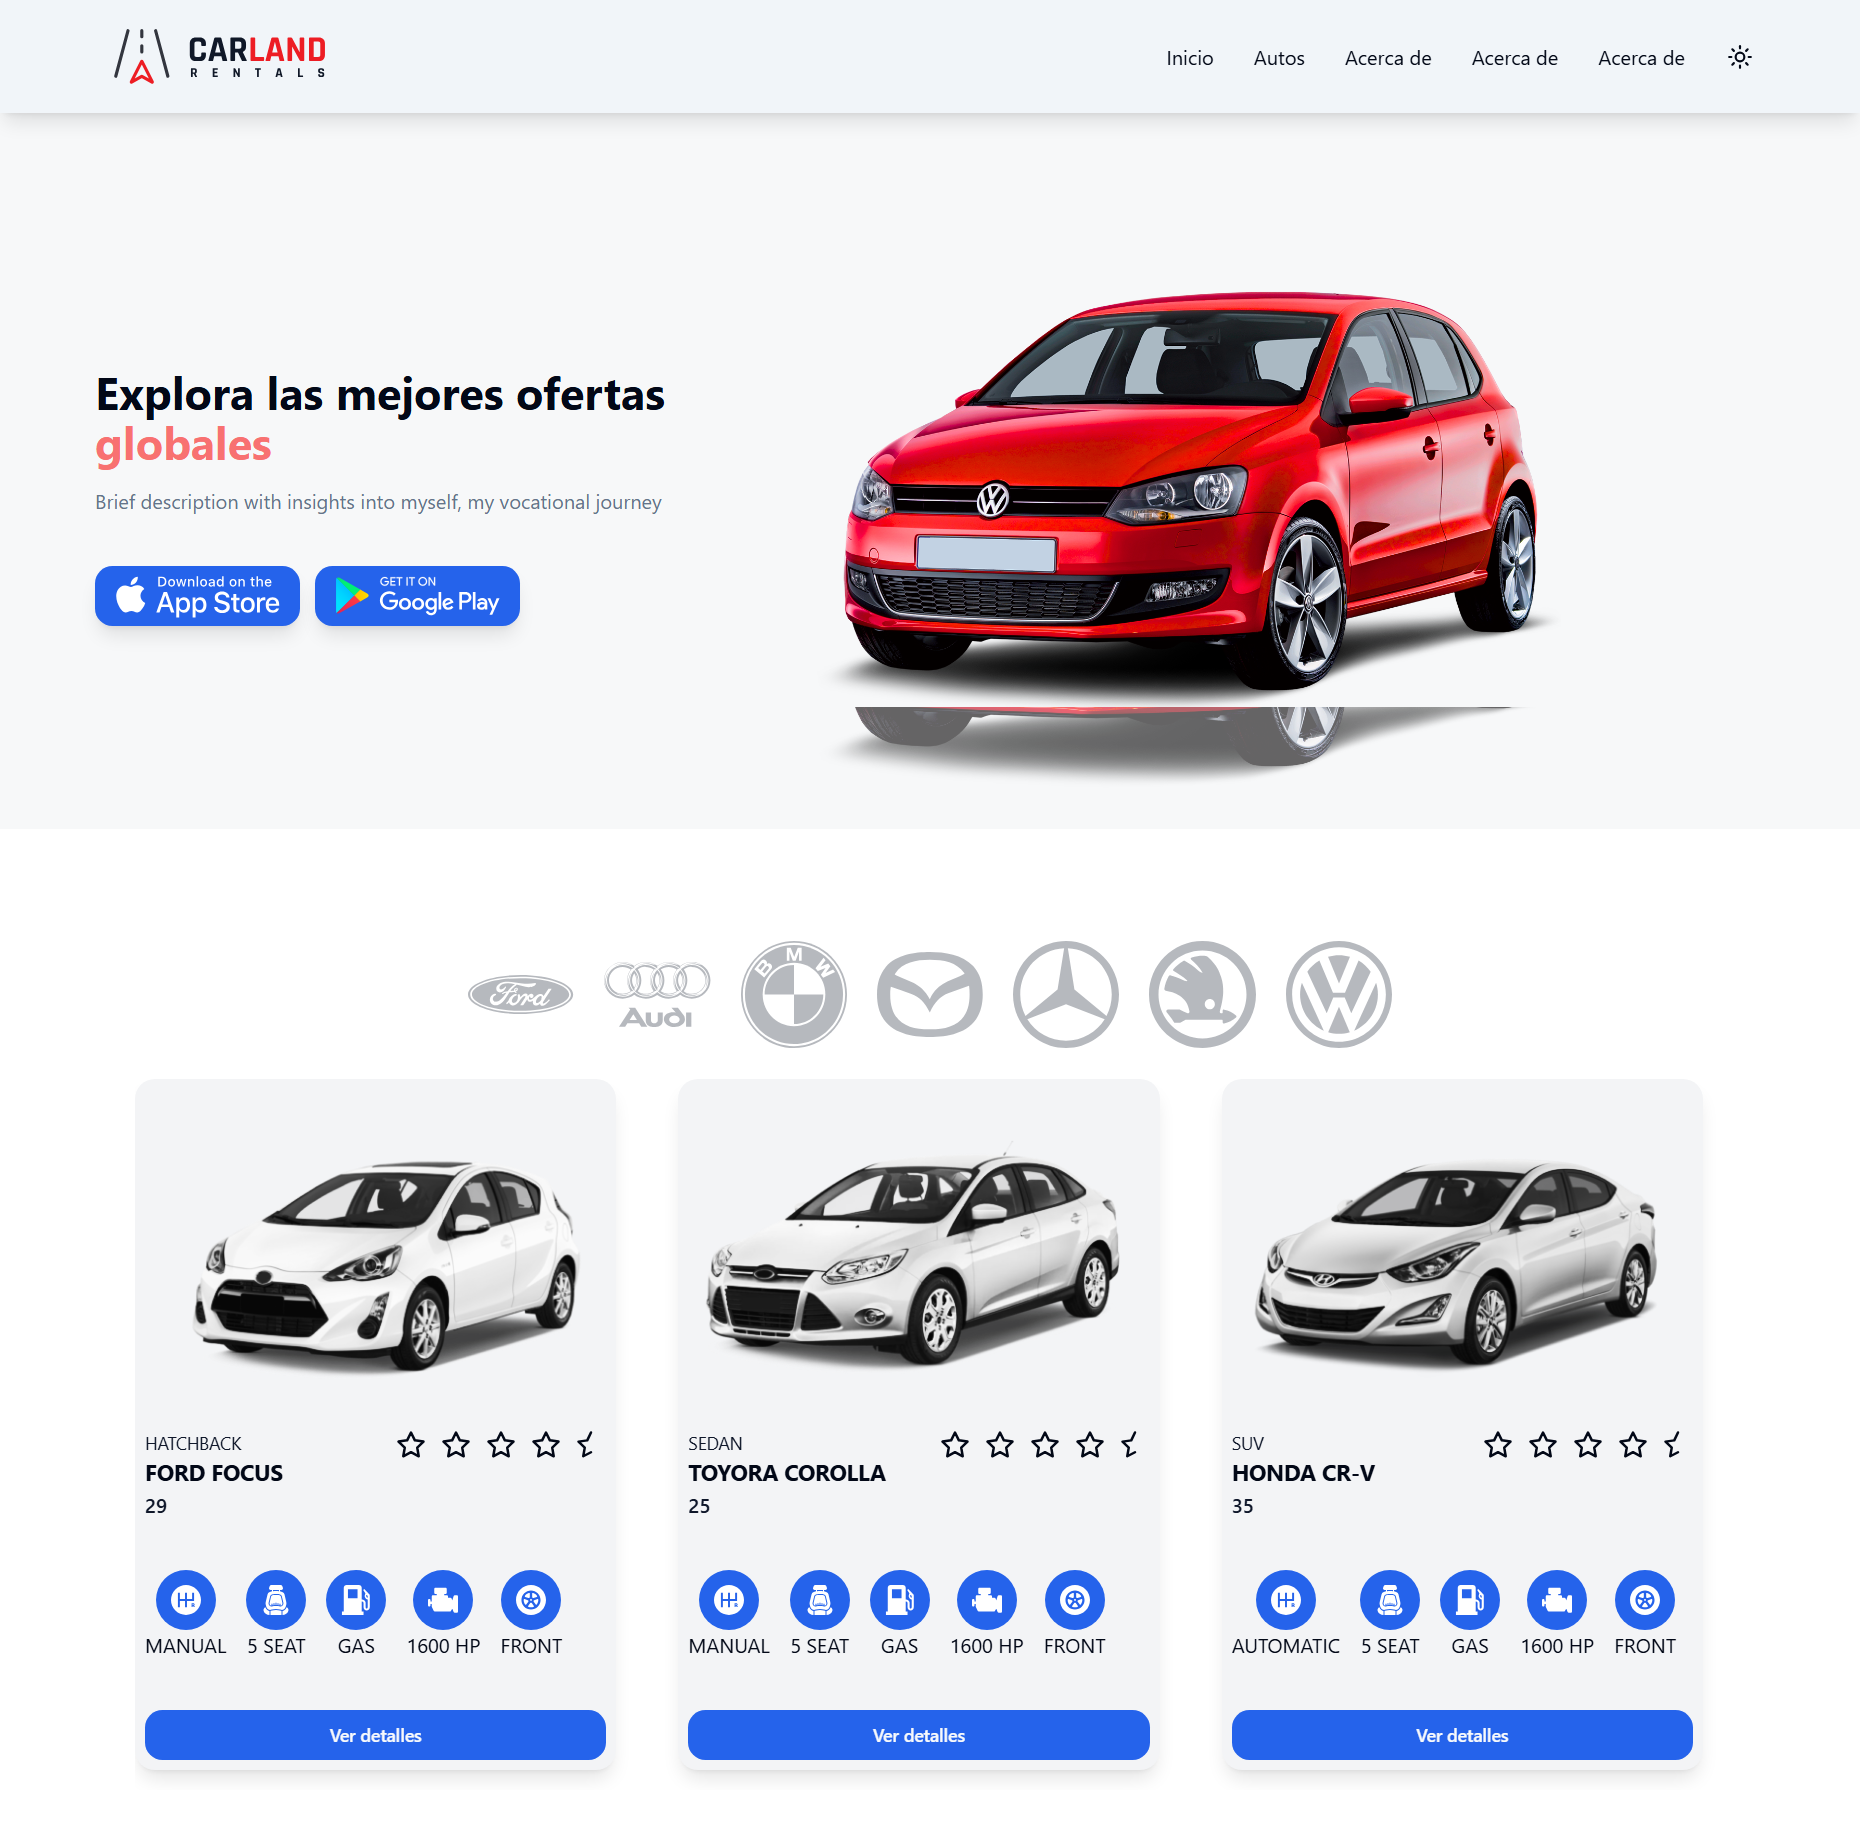 CARLAND
RENTALS
Inicio
Autos
Acerca de
Acerca de
Acerca de
Explora las mejores ofertas
globales
Brief description with insights into myself, my vocational journey
Download on the
App Store
GET IT ON
Google Play
Ford
Audi
BMW
HATCHBACK
FORD FOCUS
29
MANUAL
5 SEAT
GAS
1600 HP
FRONT
Ver detalles
SEDAN
TOYORA COROLLA
25
MANUAL
5 SEAT
GAS
1600 HP
FRONT
Ver detalles
SUV
HONDA CR-V
35
AUTOMATIC
5 SEAT
GAS
1600 HP
FRONT
Ver detalles